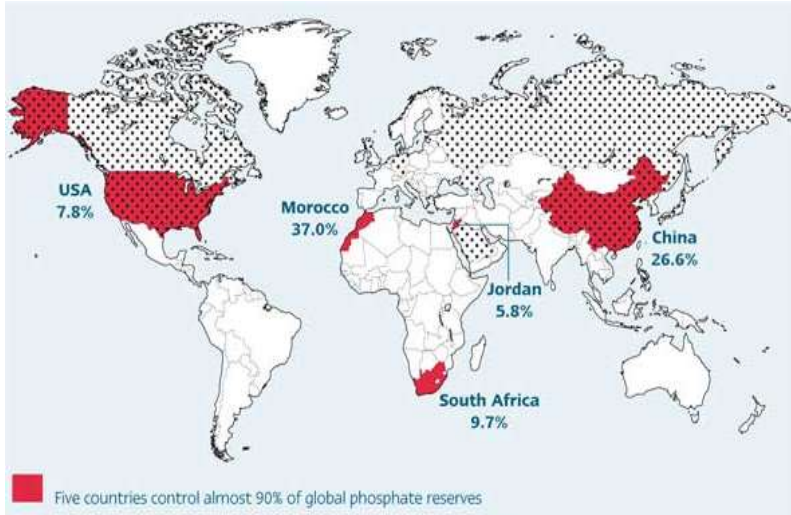 USA
7.8%
Morocco
37.0%
China
26.6%
Jordan
5.8%
South Africa
9.7%
Five countries control almost 90% of global phosphate reserves